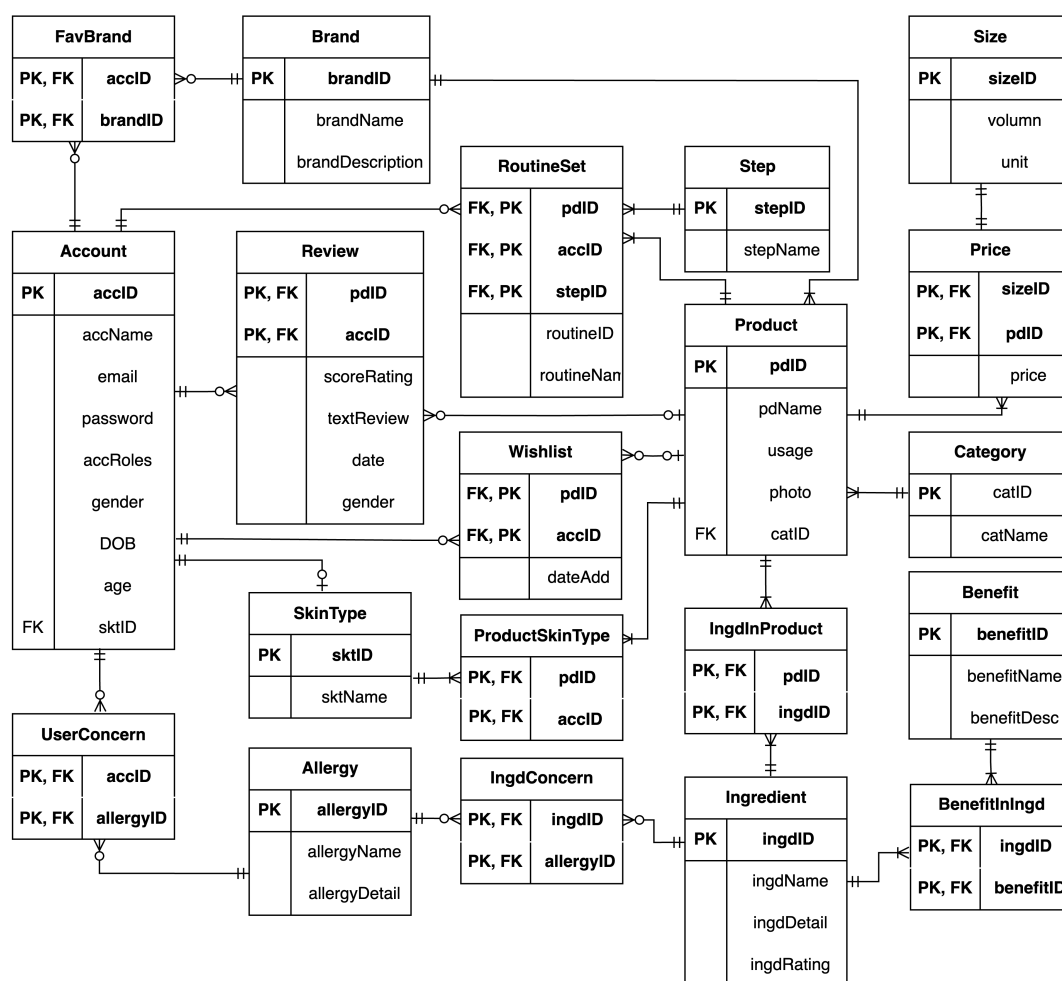 FavBrand
PK, FK accID
PK, FK brandID
Brand
PK brandID
brandName
brandDescription
Size
PK sizeID
volumn
unit
RoutineSet
FK, PK pdID
FK, PK accID
FK, PK stepID
routineID
routineNam
Step
PK stepID
stepName
Account
PK accID
accName
email
password
accRoles
gender
DOB
age
FK sktID
Review
PK, FK pdID
PK, FK accID
scoreRating
textReview
date
gender
Price
PK, FK sizeID
PK, FK pdID
price
Product
PK pdID
pdName
usage
photo
FK catID
Wishlist
FK, PK pdID
FK, PK accID
dateAdd
Category
PK catID
catName
SkinType
PK sktID
sktName
ProductSkinType
PK, FK pdID
PK, FK accID
IngdInProduct
PK, FK pdID
PK, FK ingdID
Benefit
PK benefitID
benefitName
benefitDesc
UserConcern
PK, FK accID
PK, FK allergyID
Allergy
PK allergyID
allergyName
allergyDetail
IngdConcern
PK, FK ingdID
PK, FK allergyID
Ingredient
PK ingdID
ingdName
ingdDetail
ingdRating
BenefitInIngd
PK, FK ingdID
PK, FK benefitID